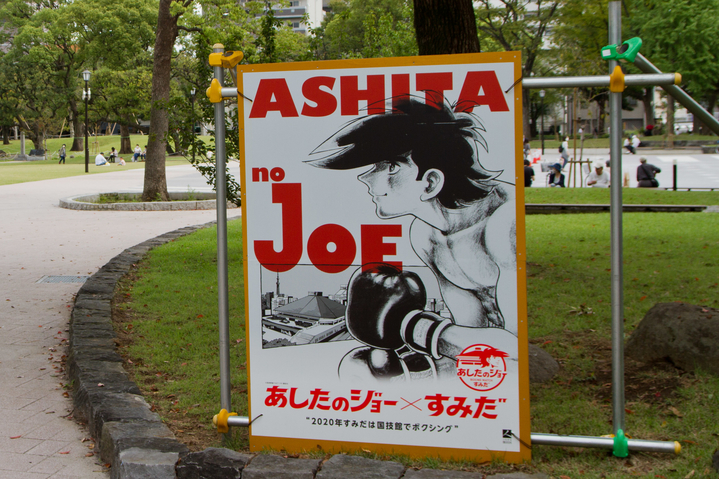 ASHITA
no
JOE
あしたのジョー
すみだ
あしたのジョー×すみだ
"2020年すみだは国技館でボクシング"